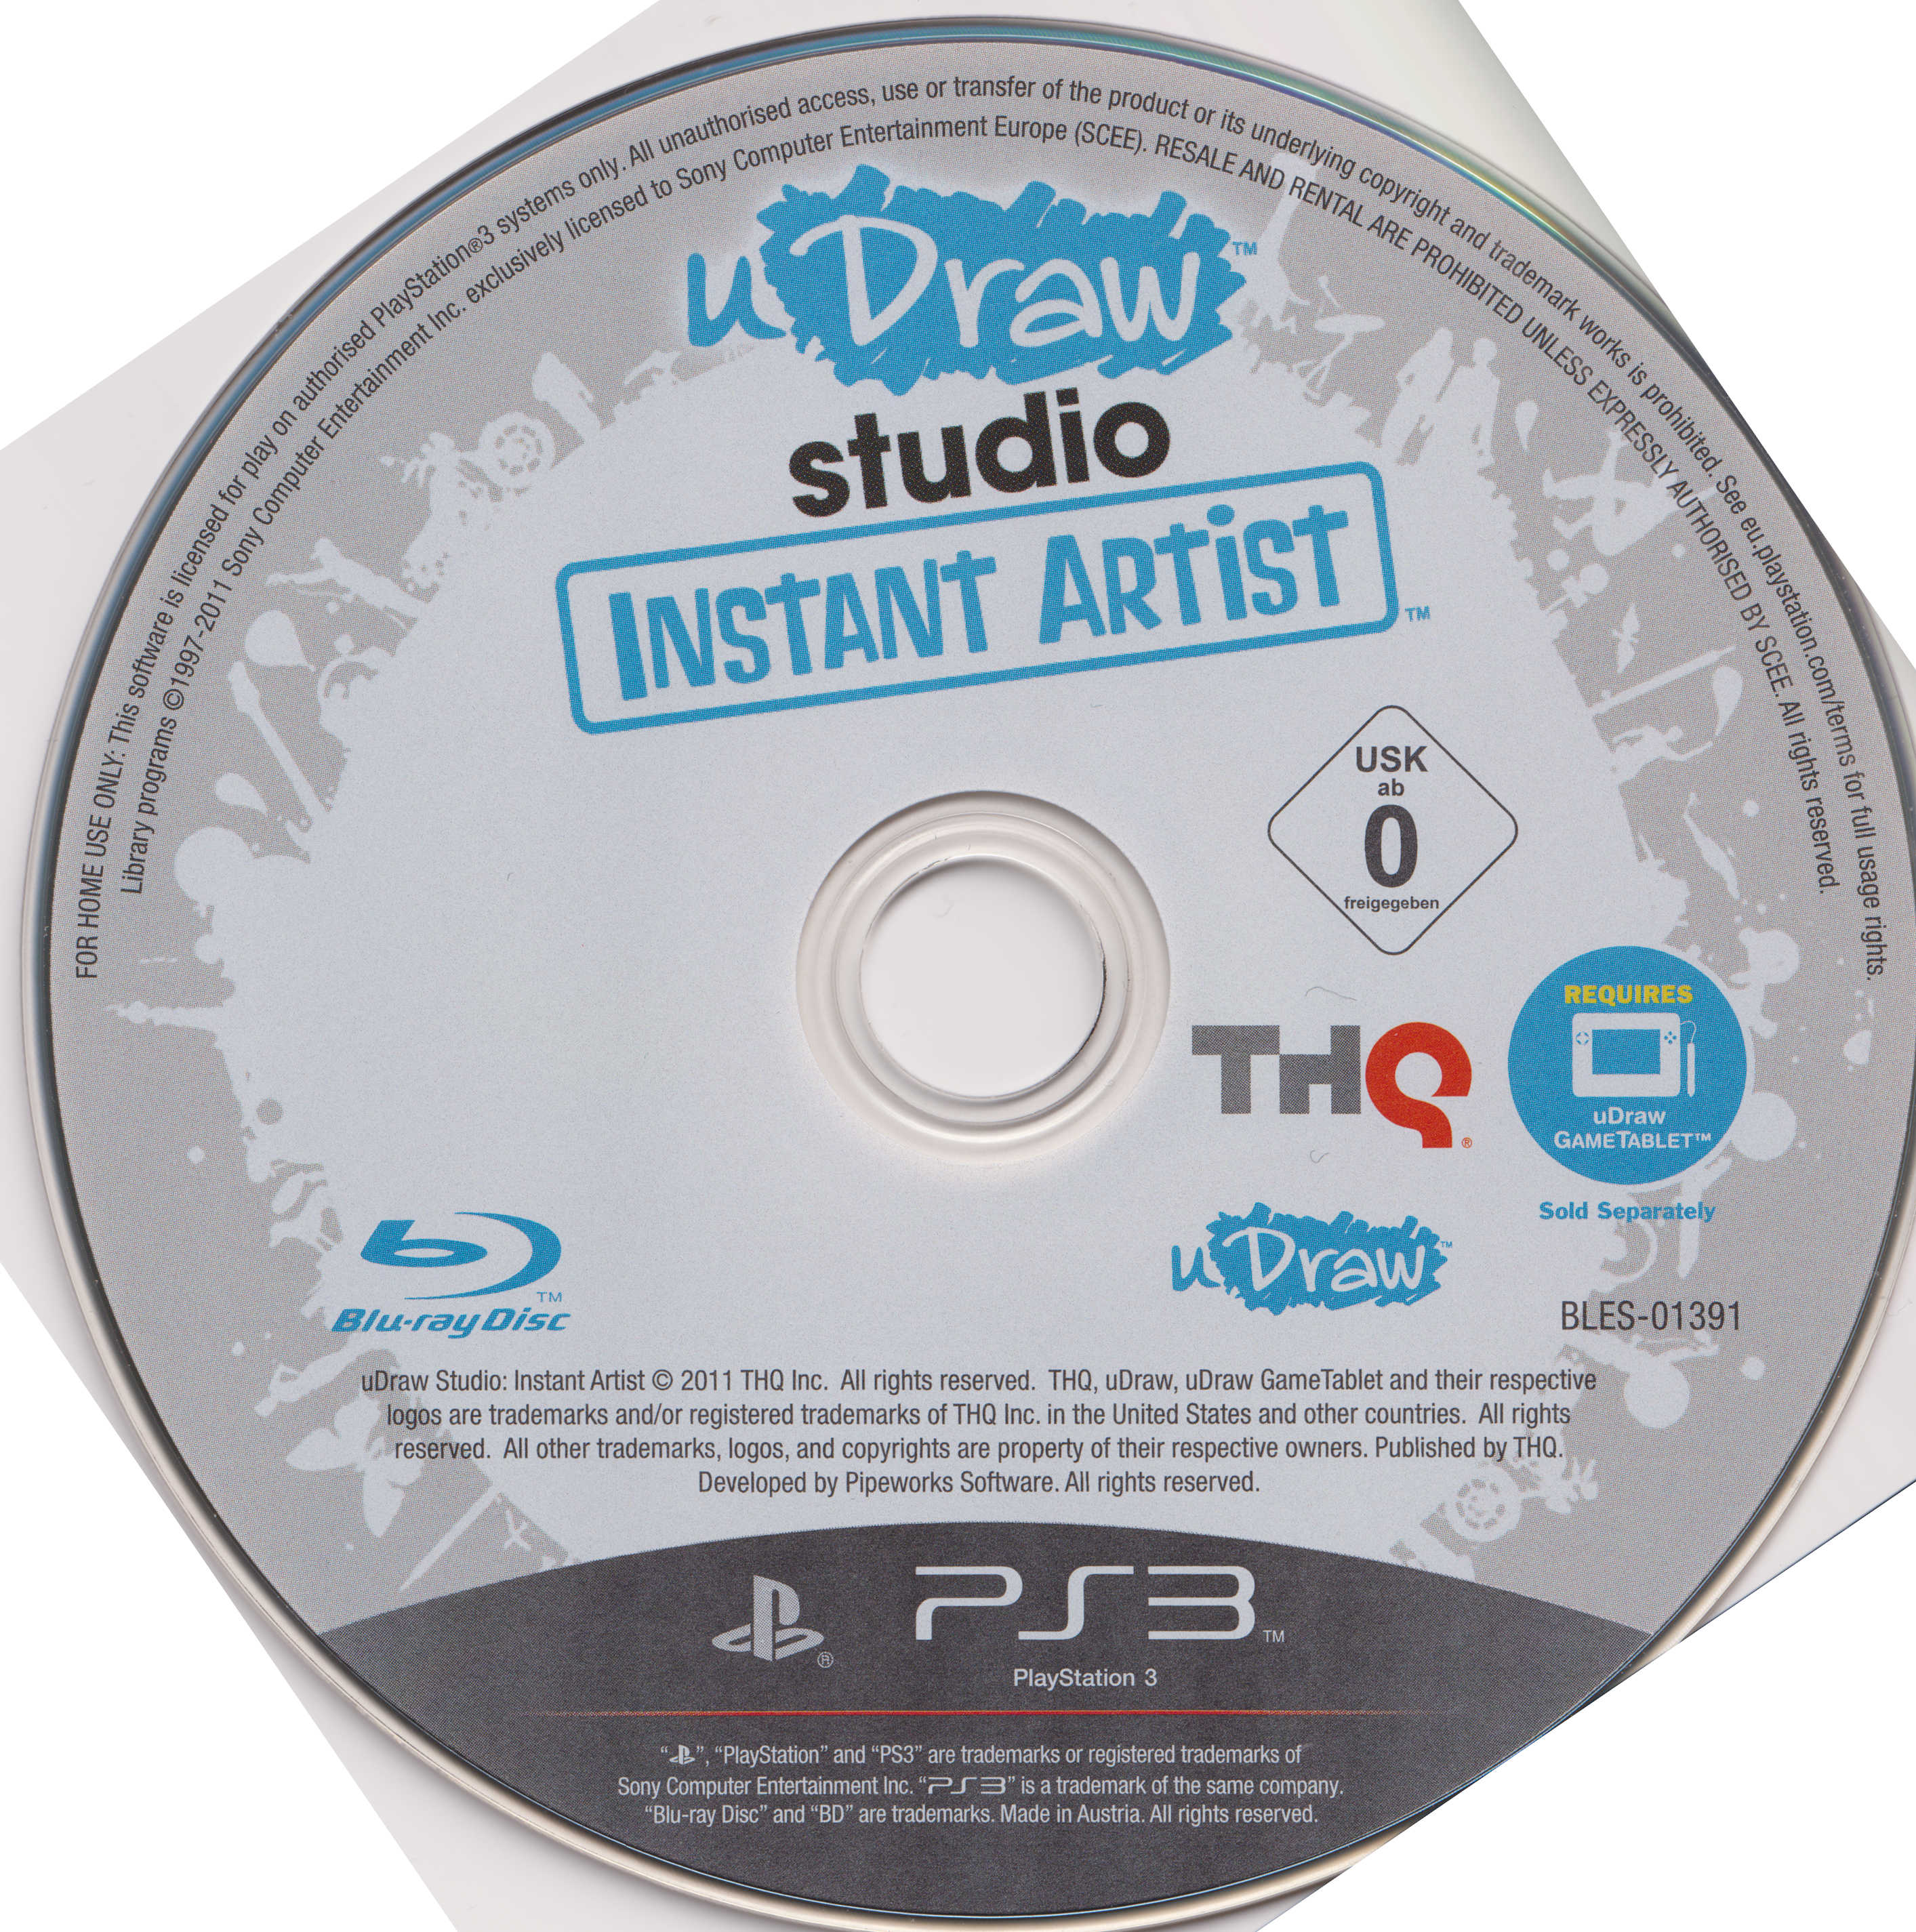 FOR HOME USE ONLY: This software is licensed for play on authorised PlayStation®3 systems only. All unauthorised access, use or transfer of the product or its underlying copyright and trademark works is prohibited. See eu.playstation.com/terms for full usage rights.
Library programs ©1997-2011 Sony Computer Entertainment Inc. exclusively licensed to Sony Computer Entertainment Europe (SCEE). RESALE AND RENTAL ARE PROHIBITED UNLESS EXPRESSLY AUTHORISED BY SCEE. All rights reserved.
uDraw™
studio
INSTANT ARTiST™
USK
ab
0
freigegeben
THQ®
REQUIRES
uDraw
GAMETABLET™
Sold Separately
uDraw™
Blu-ray Disc™
BLES-01391
uDraw Studio: Instant Artist © 2011 THQ Inc. All rights reserved. THQ, uDraw, uDraw GameTablet and their respective
logos are trademarks and/or registered trademarks of THQ Inc. in the United States and other countries. All rights
reserved. All other trademarks, logos, and copyrights are property of their respective owners. Published by THQ.
Developed by Pipeworks Software. All rights reserved.
® PS3™
PlayStation 3
“ ”, “PlayStation” and “PS3” are trademarks or registered trademarks of
Sony Computer Entertainment Inc. “PS3” is a trademark of the same company.
“Blu-ray Disc” and “BD” are trademarks. Made in Austria. All rights reserved.